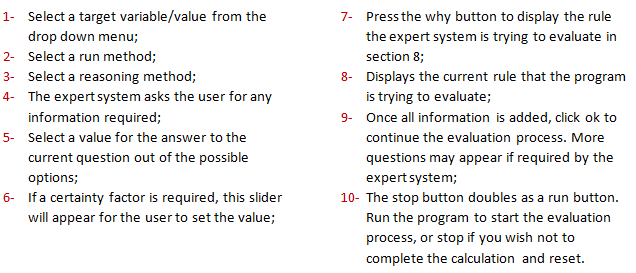 1- Select a target variable/value from the
drop down menu;
2- Select a run method;
3- Select a reasoning method;
4- The expert system asks the user for any
information required;
5- Select a value for the answer to the
current question out of the possible
options;
6- If a certainty factor is required, this slider
will appear for the user to set the value;
7- Press the why button to display the rule
the expert system is trying to evaluate in
section 8;
8- Displays the current rule that the program
is trying to evaluate;
9- Once all information is added, click ok to
continue the evaluation process. More
questions may appear if required by the
expert system;
10- The stop button doubles as a run button.
Run the program to start the evaluation
process, or stop if you wish not to
complete the calculation and reset.